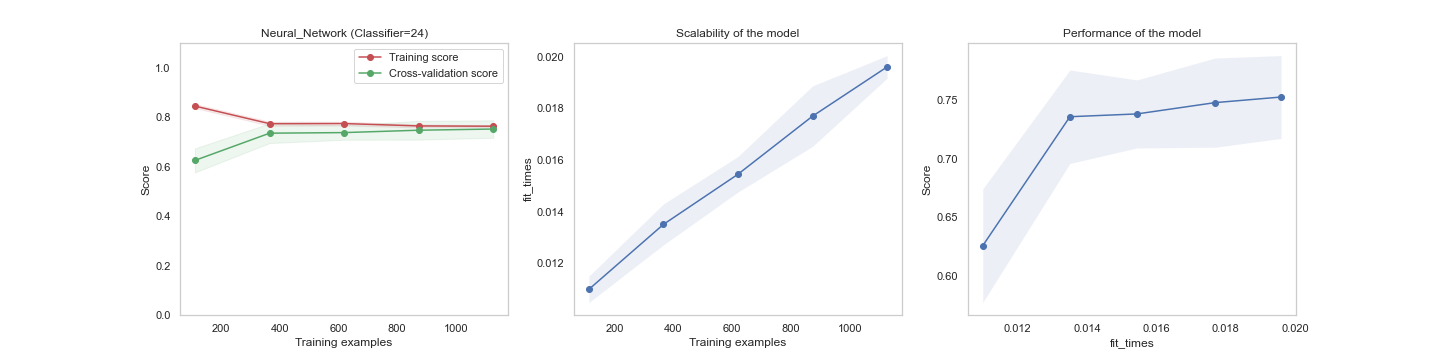 Neural_Network (Classifier=24)
Training score
Cross-validation score
1.0
0.8
0.6
0.4
0.2
0.0
Score
200
400
600
800
1000
Training examples
Scalability of the model
0.020
0.018
0.016
0.014
0.012
fit_times
200
400
600
800
1000
Training examples
Performance of the model
0.75
0.70
0.65
0.60
Score
0.012
0.014
0.016
0.018
0.020
fit_times